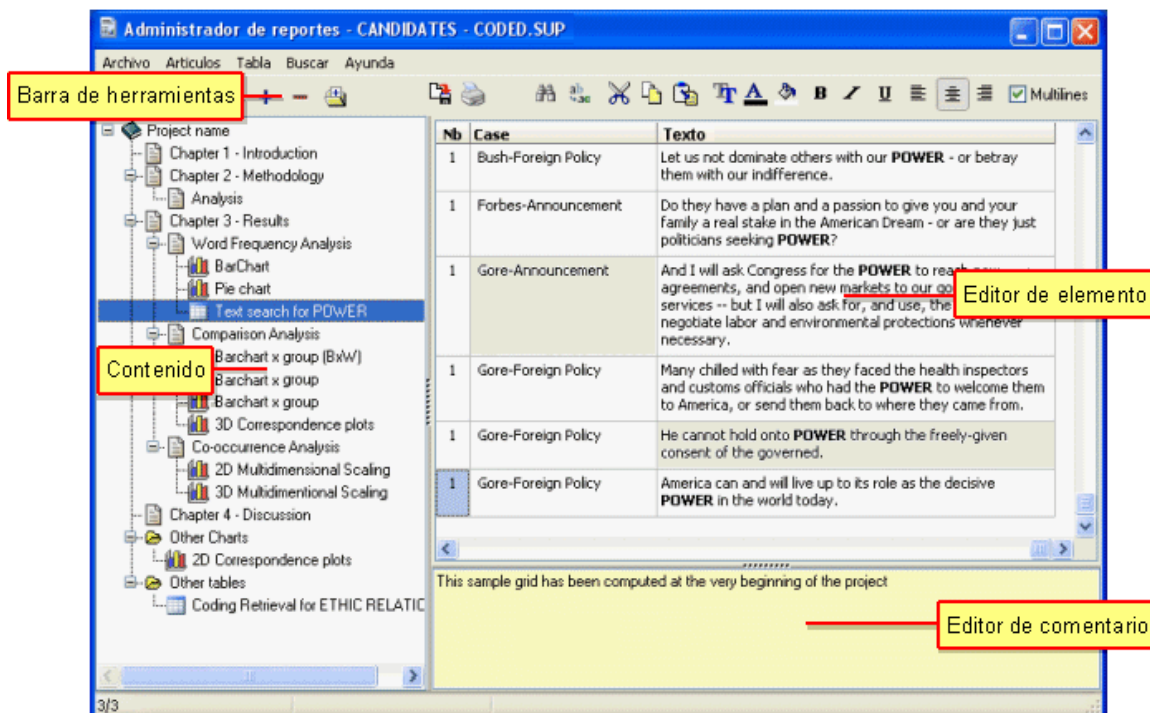 Administrador de reportes - CANDIDATES - CODED.SUP
Archivo Articulos Tabla Buscar Ayunda
Barra de herramientas
B I U Multilines
Project name
Chapter 1 - Introduction
Chapter 2 - Methodology
Analysis
Chapter 3 - Results
Word Frequency Analysis
BarChart
Pie chart
Text search for POWER
Comparison Analysis
Barchart x group (BxW)
Contenido
Barchart x group
Barchart x group
3D Correspondence plots
Co-occurrence Analysis
2D Multidimensional Scaling
3D Multidimentional Scaling
Chapter 4 - Discussion
Other Charts
2D Correspondence plots
Other tables
Coding Retrieval for ETHIC RELATIC
3/3
Nb Case Texto
1 Bush-Foreign Policy Let us not dominate others with our POWER - or betray
them with our indifference.
1 Forbes-Announcement Do they have a plan and a passion to give you and your
family a real stake in the American Dream - or are they just
politicians seeking POWER?
1 Gore-Announcement And I will ask Congress for the POWER to reach
agreements, and open new markets to our
services -- but I will also ask for, and use, the
negotiate labor and environmental protections whenever
necessary.
Editor de elemento
1 Gore-Foreign Policy Many chilled with fear as they faced the health inspectors
and customs officials who had the POWER to welcome them
to America, or send them back to where they came from.
1 Gore-Foreign Policy He cannot hold onto POWER through the freely-given
consent of the governed.
1 Gore-Foreign Policy America can and will live up to its role as the decisive
POWER in the world today.
This sample grid has been computed at the very beginning of the project
Editor de comentario